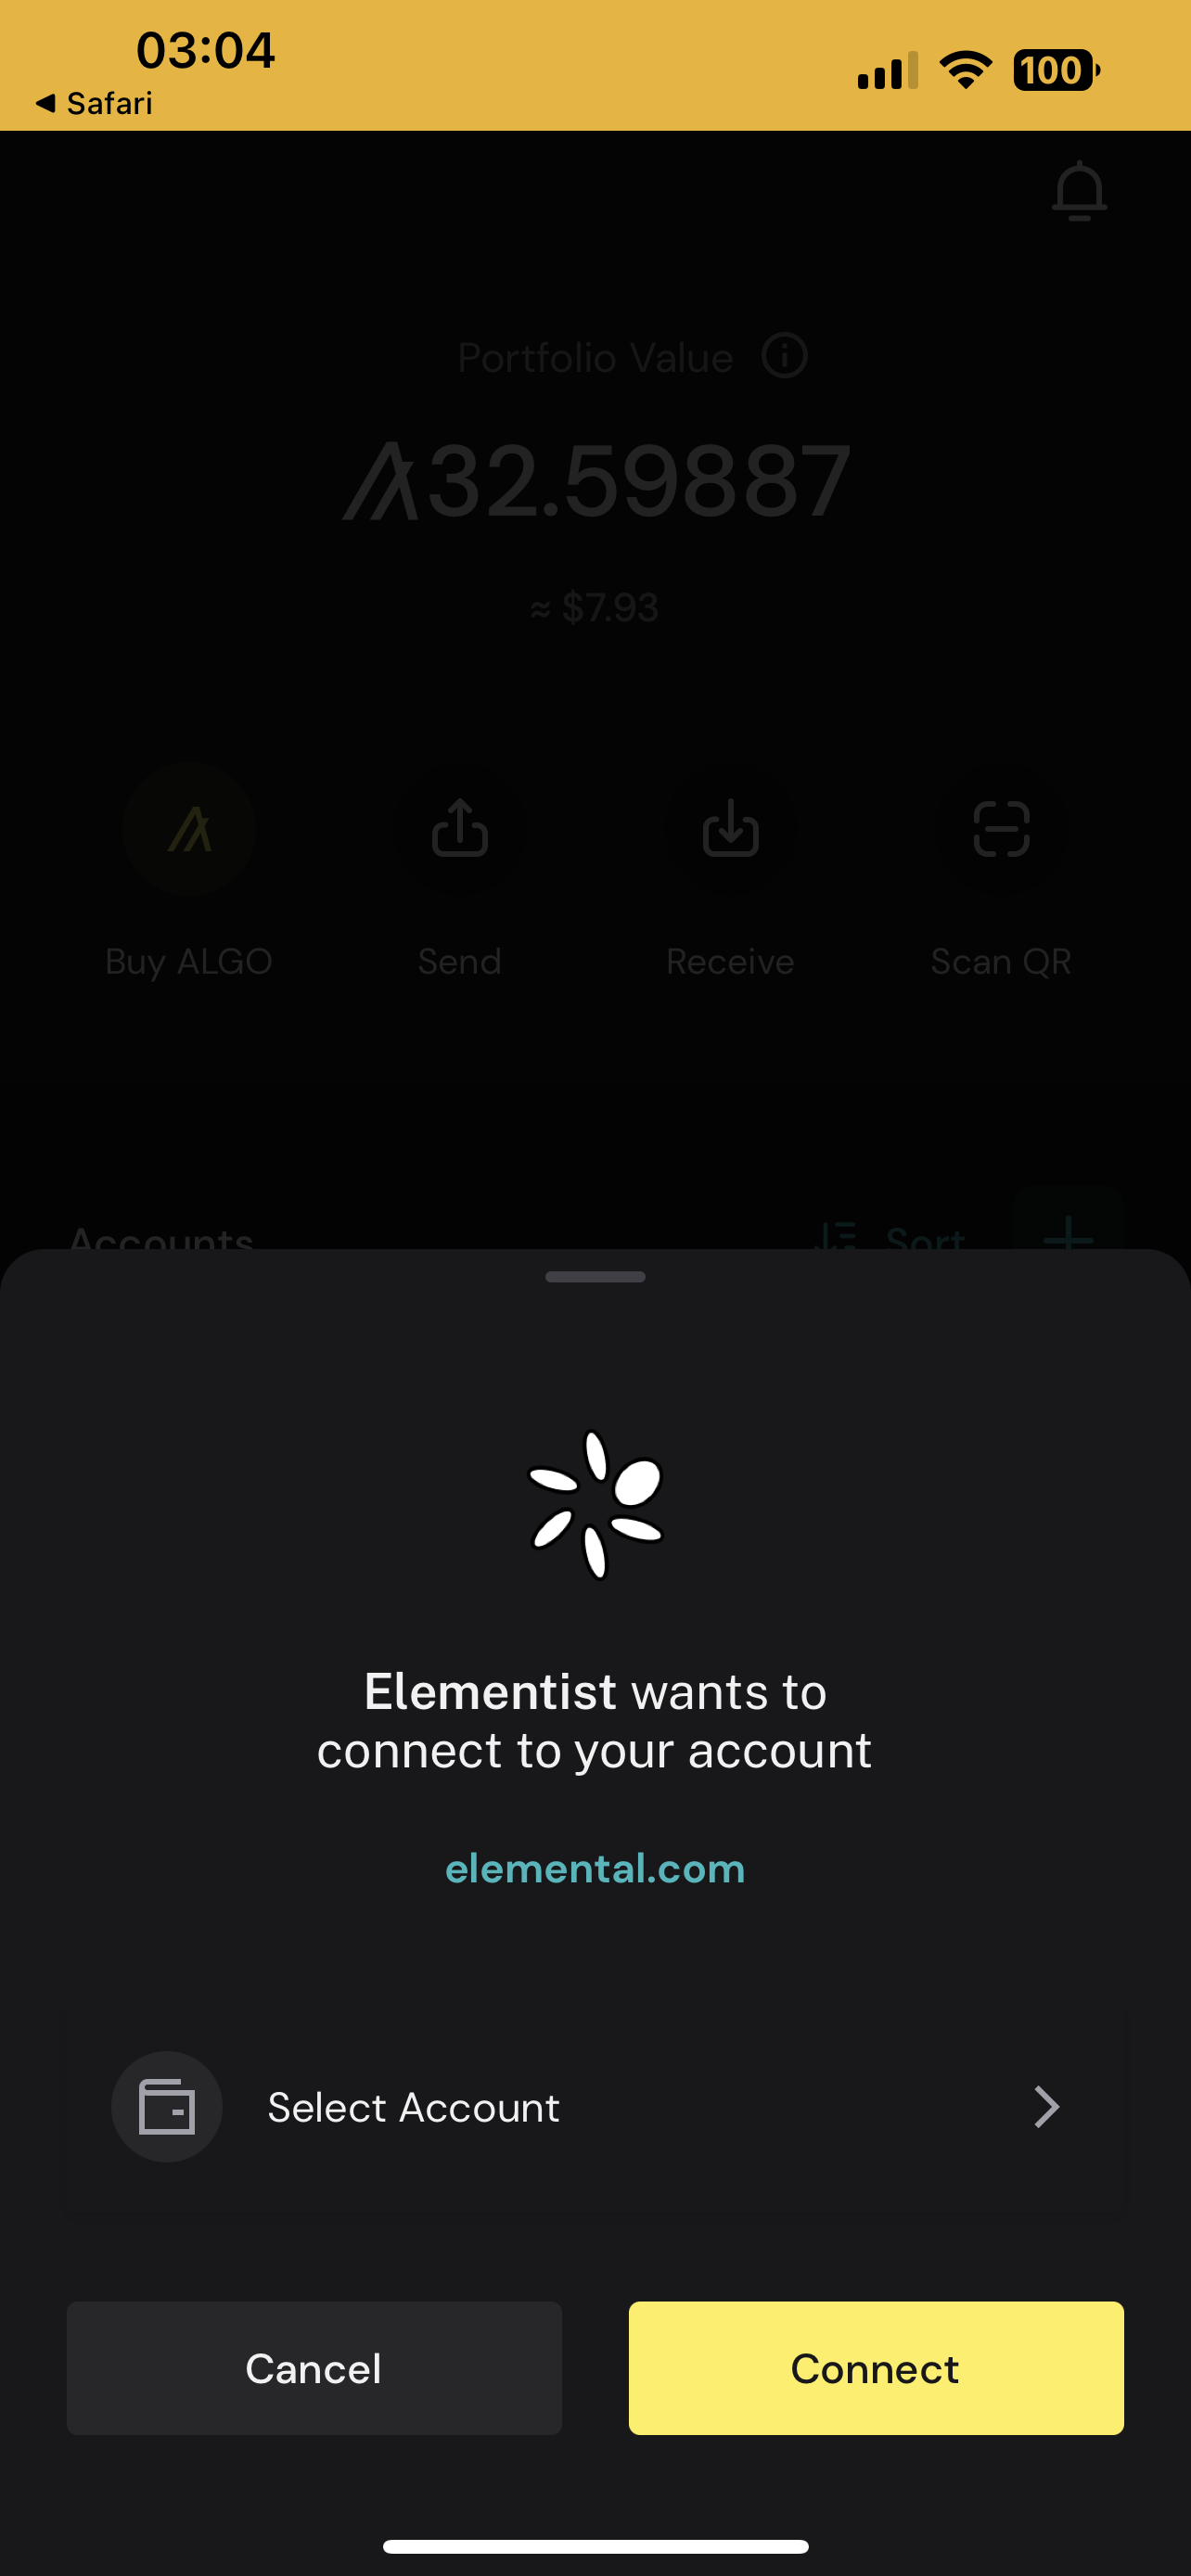 03:04
100
◀ Safari
Portfolio Value
32.59887
≈ $7.93
Buy ALGO
Send
Receive
Scan QR
Accounts
Sort
Elementist wants to
connect to your account
elemental.com
Select Account
Cancel
Connect